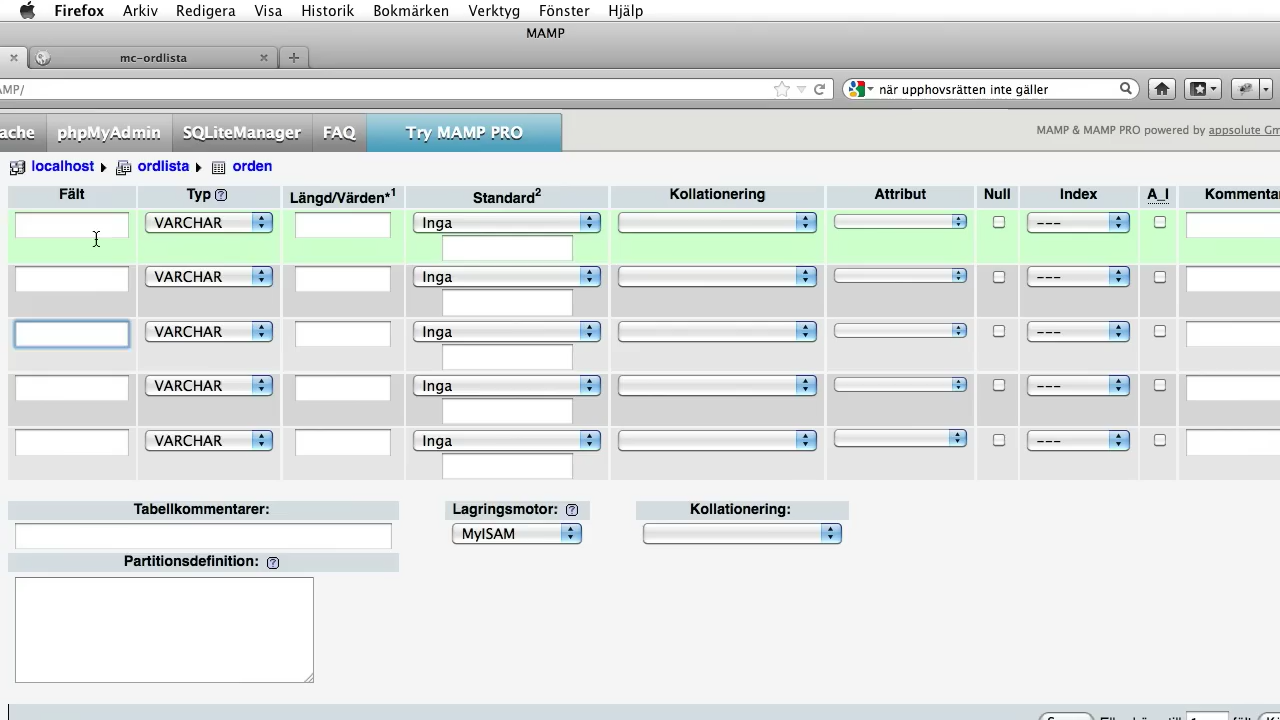 Firefox Arkiv Redigera Visa Historik Bokmärken Verktyg Fönster Hjälp
MAMP
mc-ordlista
AMP/ när upphovsrätten inte gäller
ache phpMyAdmin SQLiteManager FAQ Try MAMP PRO MAMP & MAMP PRO powered by appsolute Gm
localhost ordlista orden
Fält Typ Längd/Värden*1 Standard2 Kollationering Attribut Null Index A_I Kommentar
VARCHAR Inga ---
VARCHAR Inga ---
VARCHAR Inga ---
VARCHAR Inga ---
VARCHAR Inga ---
Tabellkommentarer: Lagringsmotor: Kollationering:
MyISAM
Partitionsdefinition: